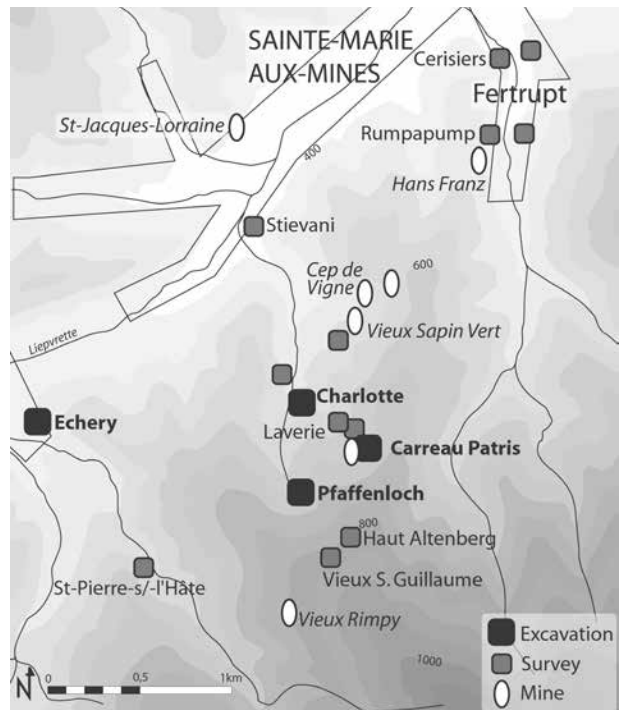 SAINTE-MARIE
AUX-MINES
Cerisiers
Fertrupt
St-Jacques-Lorraine
Rumpapump
400
Hans Franz
Stievani
Cep de
Vigne
600
Vieux Sapin Vert
Liepvrette
Charlotte
Echery
Laverie
Carreau Patris
Pfaffenloch
800
Haut Altenberg
Vieux S. Guillaume
St-Pierre-s/-l'Hâte
Vieux Rimpy
1000
Excavation
Survey
Mine
N
0 0,5 1km